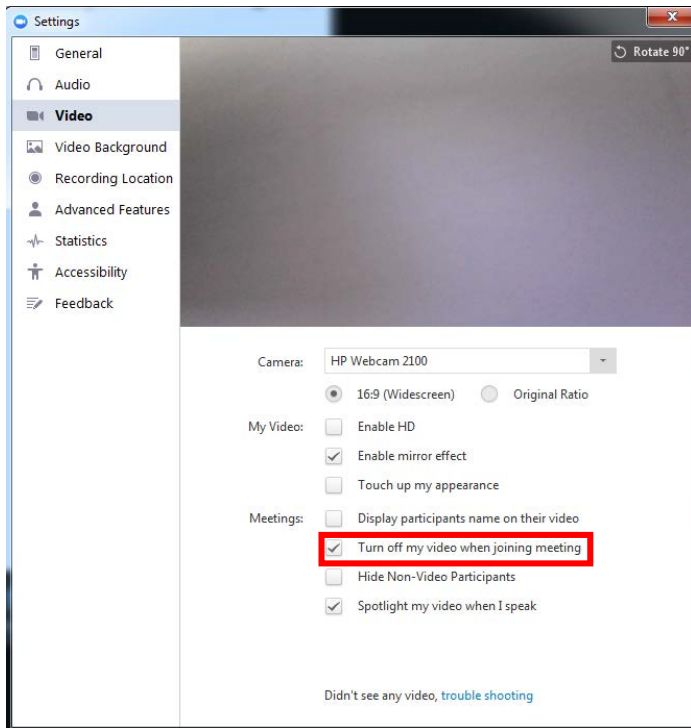 Settings
Rotate 90°
General
Audio
Video
Video Background
Recording Location
Advanced Features
Statistics
Accessibility
Feedback
Camera: HP Webcam 2100
16:9 (Widescreen) Original Ratio
My Video: Enable HD
Enable mirror effect
Touch up my appearance
Meetings: Display participants name on their video
Turn off my video when joining meeting
Hide Non-Video Participants
Spotlight my video when I speak
Didn't see any video, trouble shooting